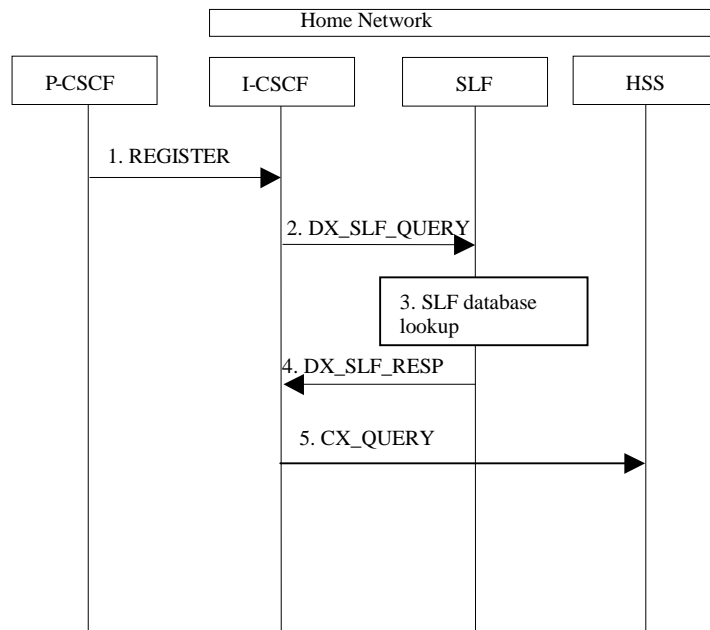 Home Network
P-CSCF
I-CSCF
SLF
HSS
1. REGISTER
2. DX_SLF_QUERY
3. SLF database
lookup
4. DX_SLF_RESP
5. CX_QUERY